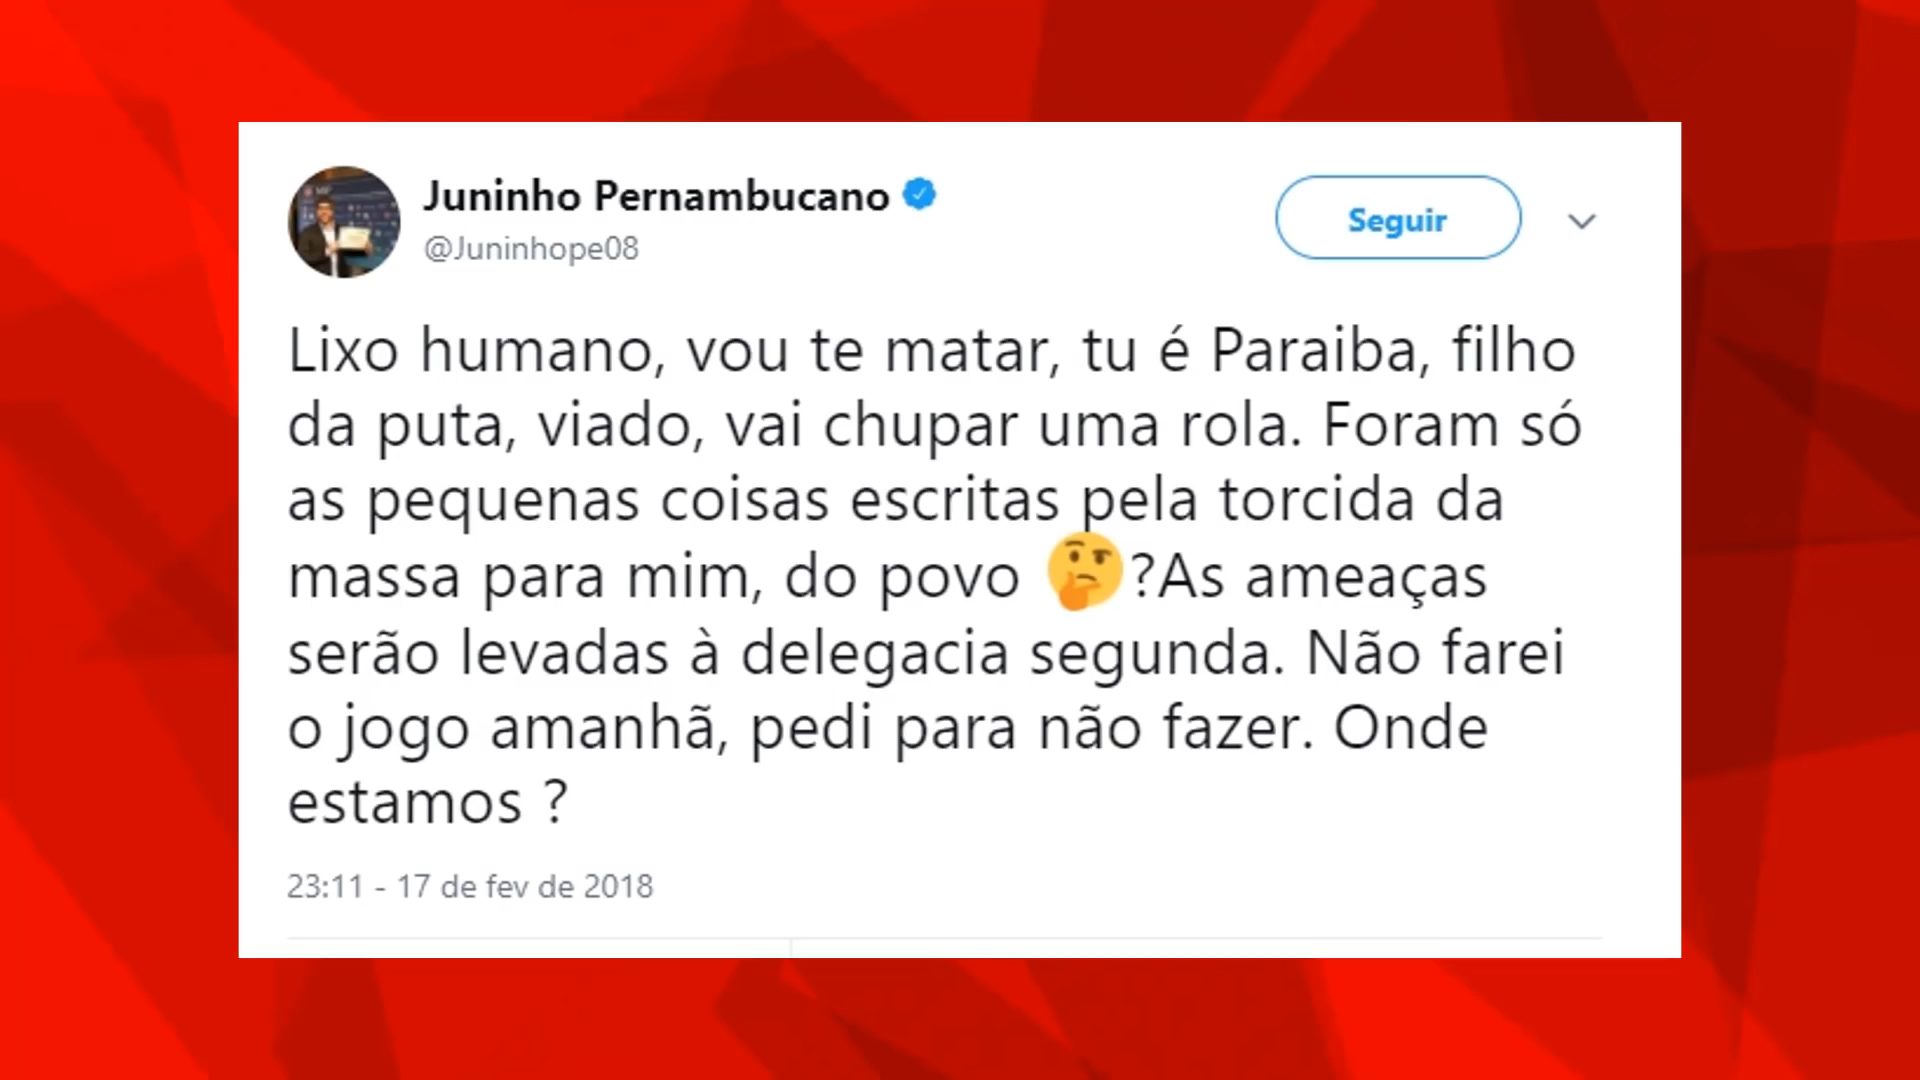 Juninho Pernambucano
@Juninhope08
Seguir
Lixo humano, vou te matar, tu é Paraiba, filho
da puta, viado, vai chupar uma rola. Foram só
as pequenas coisas escritas pela torcida da
massa para mim, do povo 🤔?As ameaças
serão levadas à delegacia segunda. Não farei
o jogo amanhã, pedi para não fazer. Onde
estamos ?
23:11 - 17 de fev de 2018